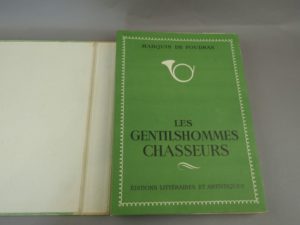 MARQUIS DE FOUDRAS
LES
GENTILSHOMMES
CHASSEURS
ÉDITIONS LITTÉRAIRES ET ARTISTIQUES